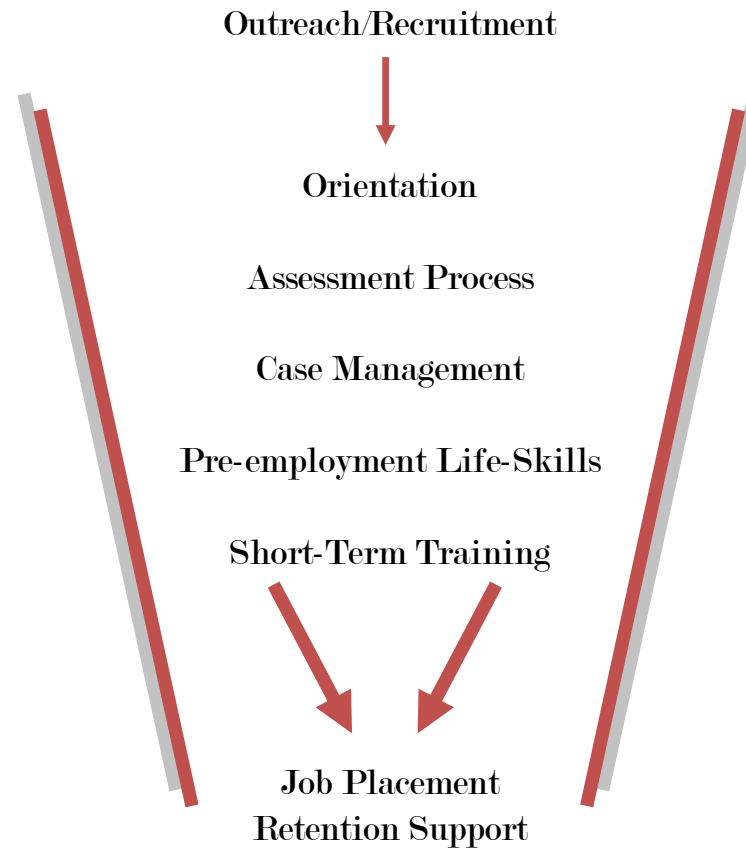 Outreach/Recruitment
Orientation
Assessment Process
Case Management
Pre-employment Life-Skills
Short-Term Training
Job Placement
Retention Support